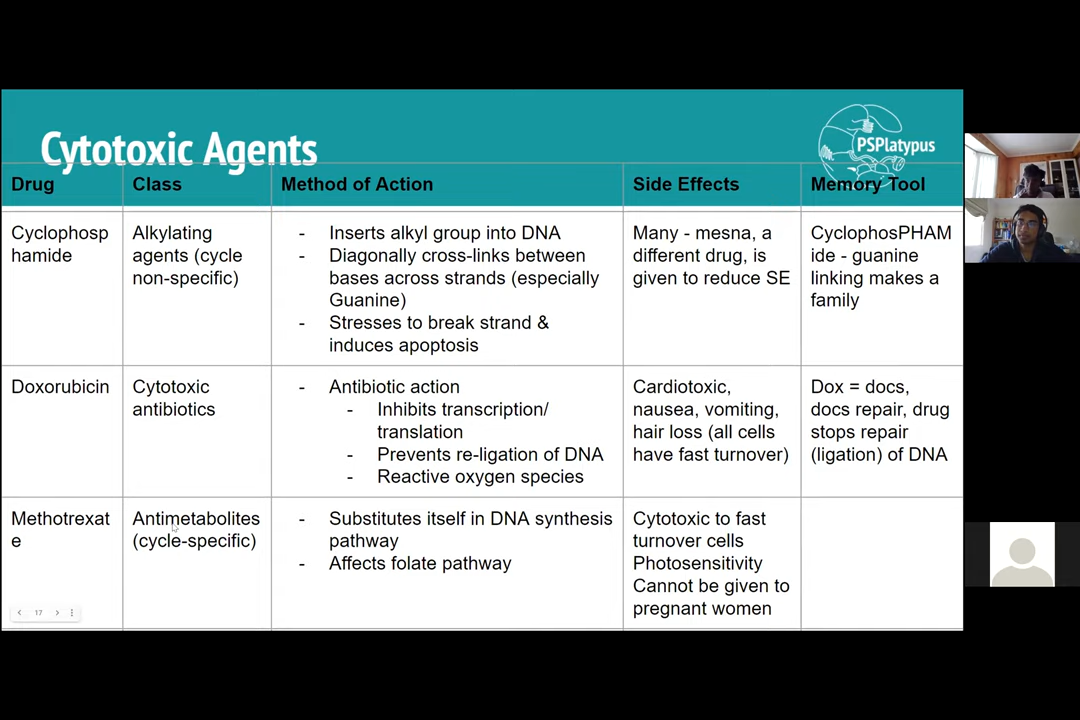 Cytotoxic Agents
PSPlatypus
Drug
Class
Method of Action
Side Effects
Memory Tool
Cyclophosp
hamide
Alkylating
agents (cycle
non-specific)
- Inserts alkyl group into DNA
- Diagonally cross-links between
bases across strands (especially
Guanine)
- Stresses to break strand &
induces apoptosis
Many - mesna, a
different drug, is
given to reduce SE
CyclophosPHAM
ide - guanine
linking makes a
family
Doxorubicin
Cytotoxic
antibiotics
- Antibiotic action
- Inhibits transcription/
translation
- Prevents re-ligation of DNA
- Reactive oxygen species
Cardiotoxic,
nausea, vomiting,
hair loss (all cells
have fast turnover)
Dox = docs,
docs repair, drug
stops repair
(ligation) of DNA
Methotrexat
e
Antimetabolites
(cycle-specific)
- Substitutes itself in DNA synthesis
pathway
- Affects folate pathway
Cytotoxic to fast
turnover cells
Photosensitivity
Cannot be given to
pregnant women
17